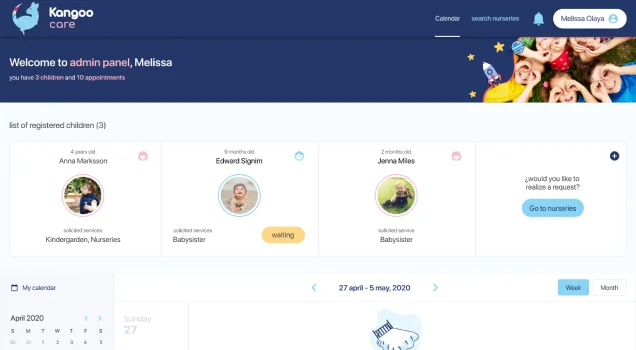 Kangoo
care
Calendar
search nurseries
Melissa Olaya
Welcome to admin panel, Melissa
you have 3 children and 10 appointments
list of registered children (3)
4 years old
Anna Marksson
solicited services
Kindergarden, Nurseries
9 months old
Edward Signim
solicited services
Babysister
waiting
2 months old
Jenna Miles
solicited service
Babysister
¿would you like to
realize a request?
Go to nurseries
My calendar
27 april - 5 may, 2020
Week
Month
April 2020
S M T W T F S
1 2 3 4 5
Sunday
27